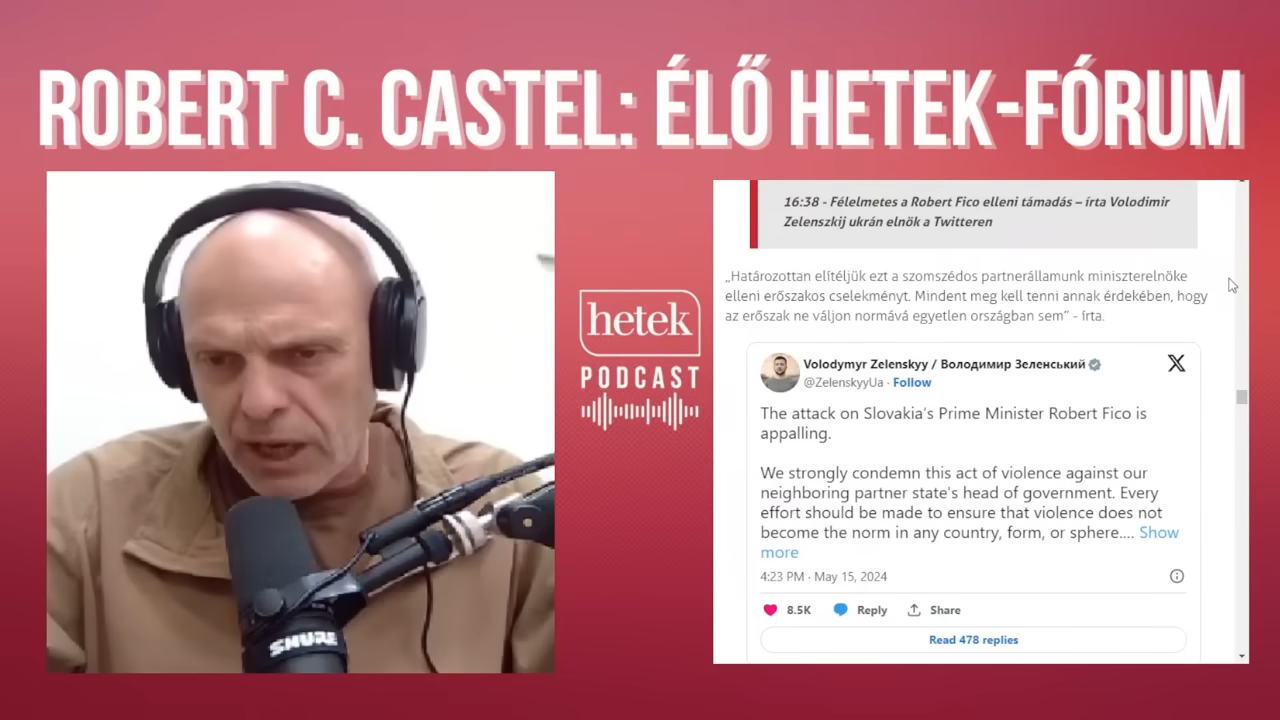 ROBERT C. CASTEL: ÉLŐ HETEK-FÓRUM
hetek
PODCAST
SHURE
16:38 - Félelmetes a Robert Fico elleni támadás – írta Volodimir
Zelenszkij ukrán elnök a Twitteren
„Határozottan elítéljük ezt a szomszédos partnerállamunk miniszterelnöke
elleni erőszakos cselekményt. Mindent meg kell tenni annak érdekében, hogy
az erőszak ne váljon normává egyetlen országban sem” - írta.
Volodymyr Zelenskyy / Володимир Зеленський
@ZelenskyyUa · Follow
The attack on Slovakia's Prime Minister Robert Fico is
appalling.
We strongly condemn this act of violence against our
neighboring partner state's head of government. Every
effort should be made to ensure that violence does not
become the norm in any country, form, or sphere.... Show
more
4:23 PM · May 15, 2024
8.5K Reply Share
Read 478 replies